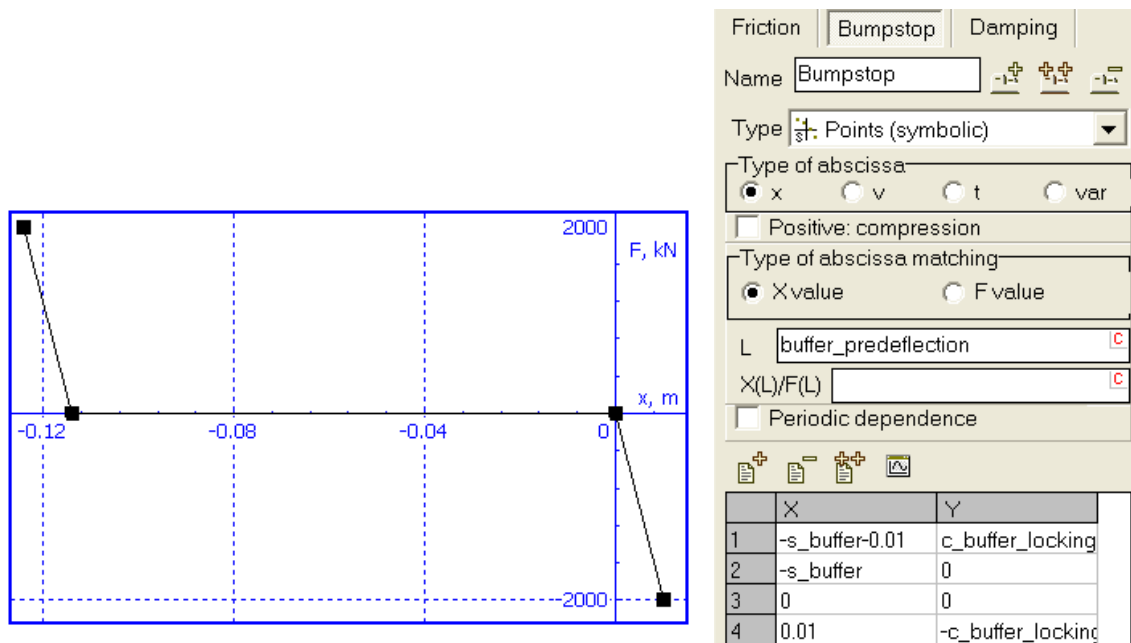 2000
F, kN
x, m
-0.12
-0.08
-0.04
0
-2000
Friction Bumpstop Damping
Name Bumpstop
Type Points (symbolic)
Type of abscissa
x v t var
Positive: compression
Type of abscissa matching
X value F value
L buffer_predeflection C
X(L)/F(L) C
Periodic dependence
X Y
1 -s_buffer-0.01 c_buffer_locking
2 -s_buffer 0
3 0 0
4 0.01 -c_buffer_locking